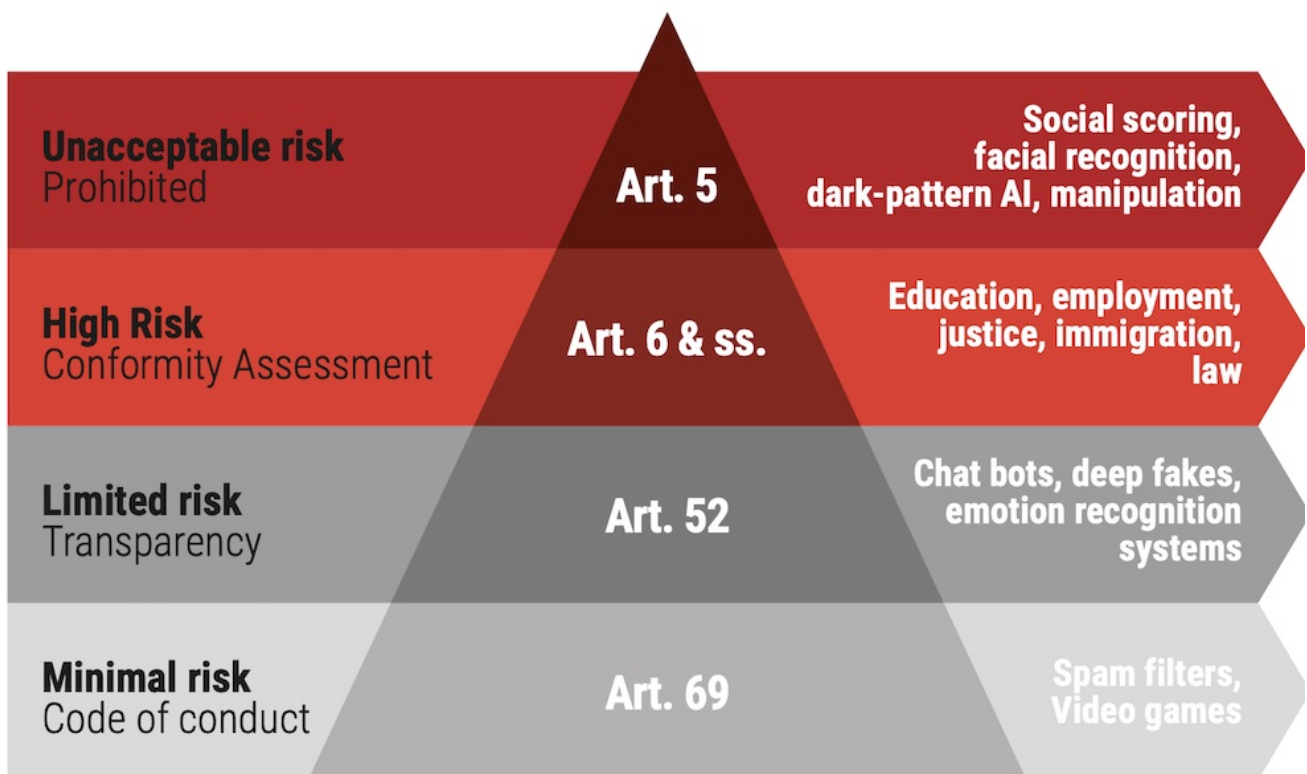 Unacceptable risk
Prohibited
Art. 5
Social scoring,
facial recognition,
dark-pattern AI, manipulation
High Risk
Conformity Assessment
Art. 6 & ss.
Education, employment,
justice, immigration,
law
Limited risk
Transparency
Art. 52
Chat bots, deep fakes,
emotion recognition
systems
Minimal risk
Code of conduct
Art. 69
Spam filters,
Video games